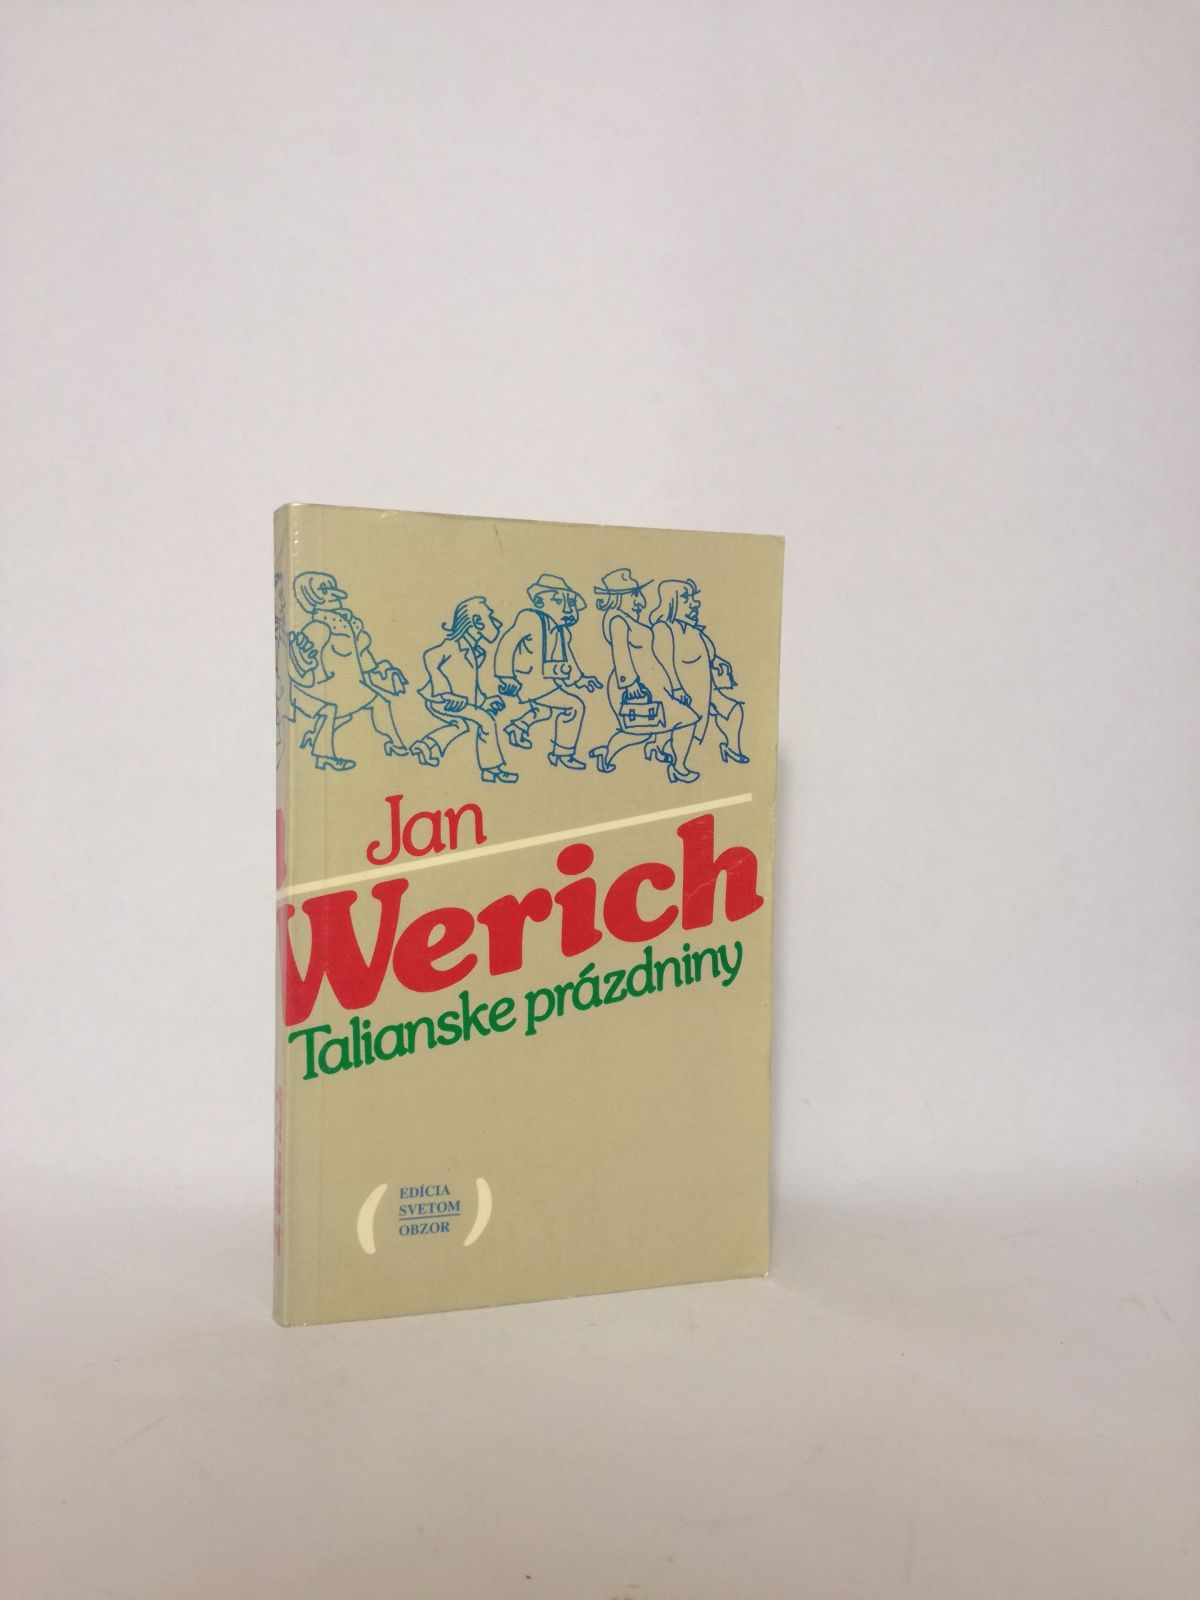 Jan
Werich
Talianske prázdniny
EDÍCIA
SVETOM
OBZOR